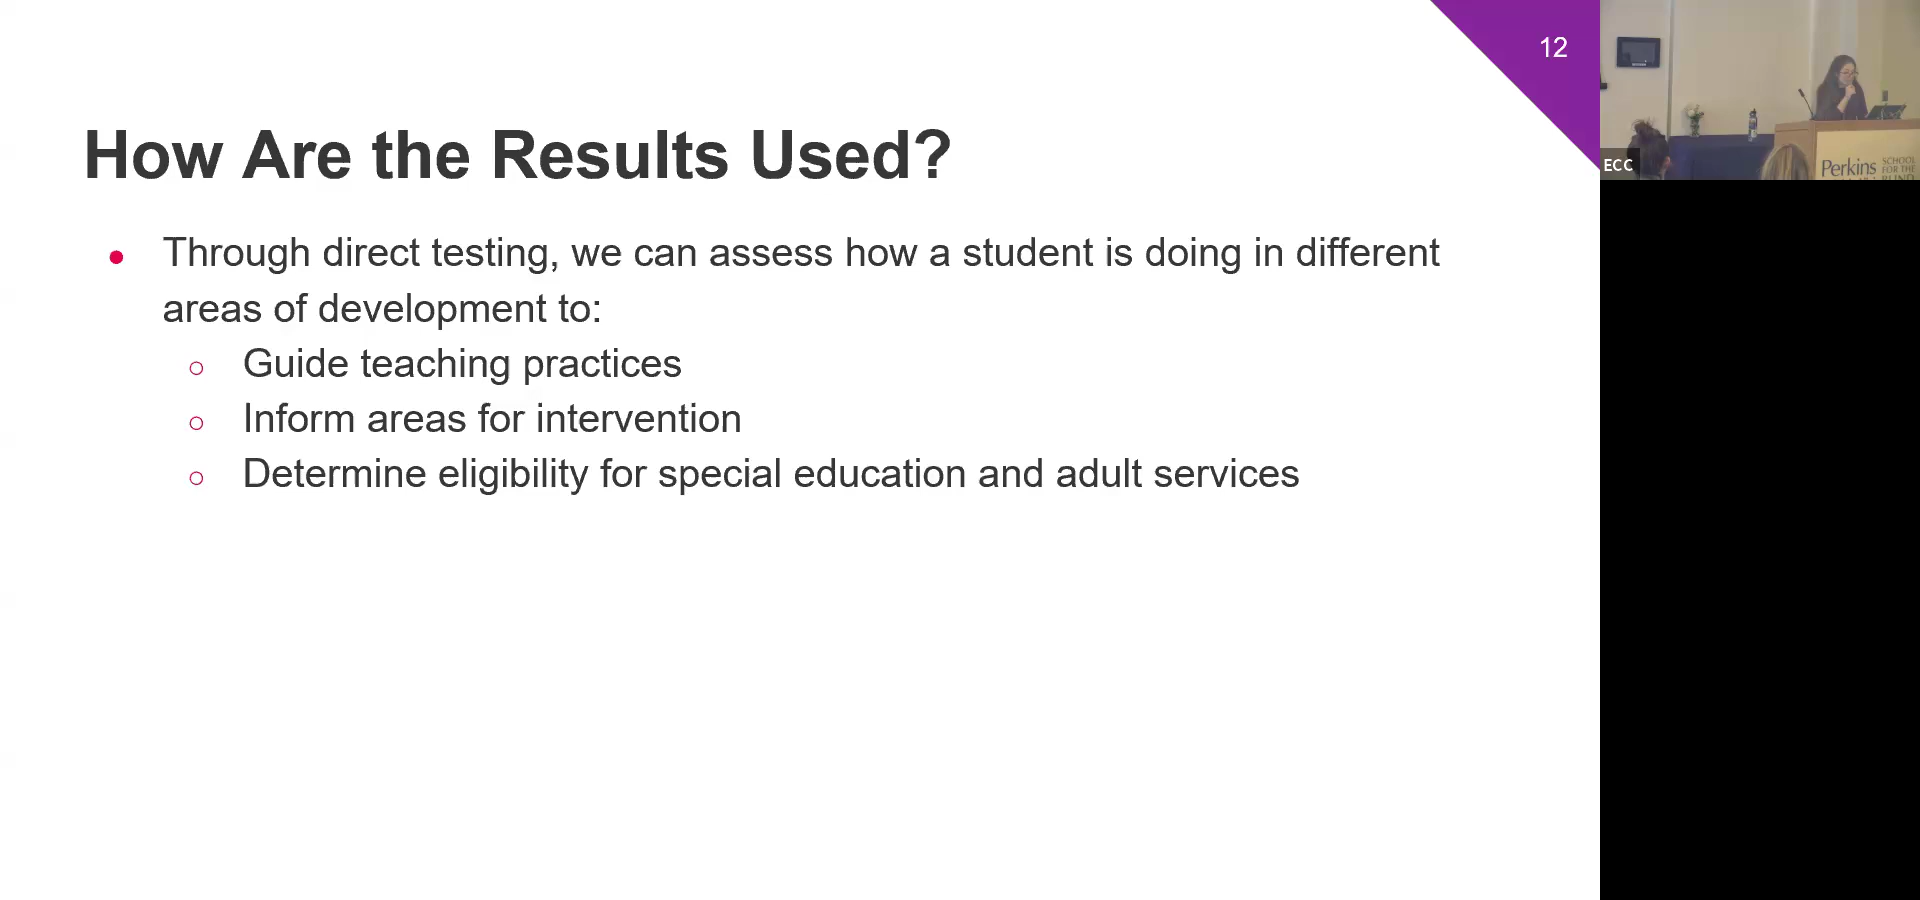 12
How Are the Results Used?
● Through direct testing, we can assess how a student is doing in different
areas of development to:
○ Guide teaching practices
○ Inform areas for intervention
○ Determine eligibility for special education and adult services
ECC
Perkins
SCHOOL
FOR THE
BLIND